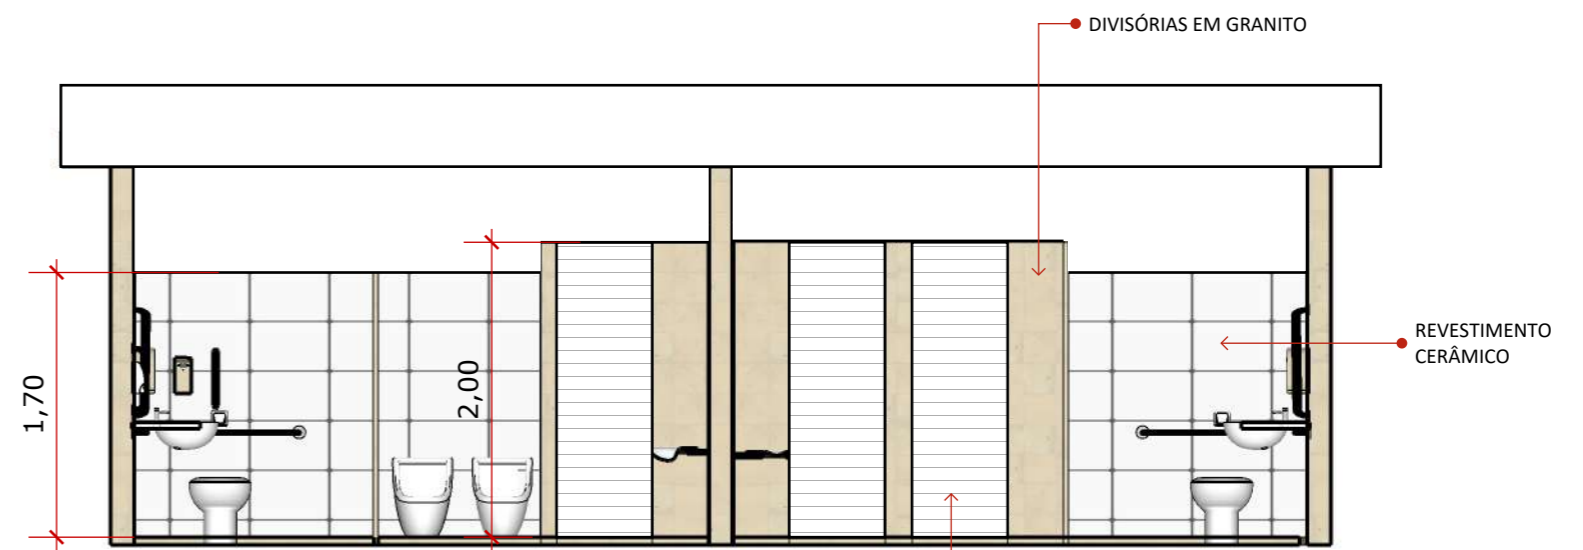 DIVISÓRIAS EM GRANITO
REVESTIMENTO
CERÂMICO
1,70
2,00